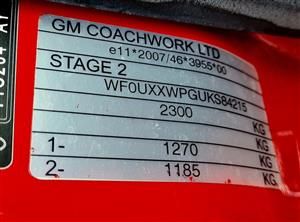 GM COACHWORK LTD
e11*2007/46*3955*00
STAGE 2
WF0UXXWPGUKS84215
2300 KG
KG
1- 1270 KG
2- 1185 KG